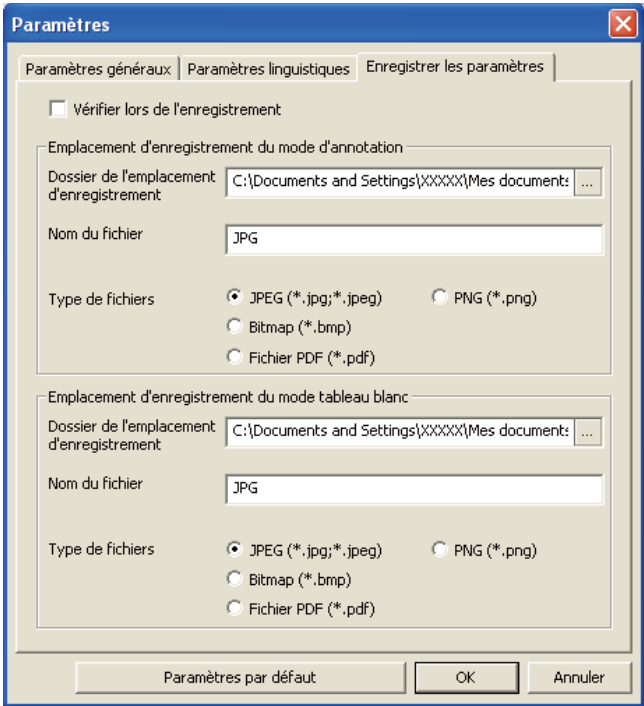 Paramètres
Paramètres généraux Paramètres linguistiques Enregistrer les paramètres
Vérifier lors de l'enregistrement
Emplacement d'enregistrement du mode d'annotation
Dossier de l'emplacement
d'enregistrement
C:\Documents and Settings\XXXXX\Mes documents ...
Nom du fichier JPG
Type de fichiers JPEG (*.jpg;*.jpeg) PNG (*.png)
Bitmap (*.bmp)
Fichier PDF (*.pdf)
Emplacement d'enregistrement du mode tableau blanc
Dossier de l'emplacement
d'enregistrement
C:\Documents and Settings\XXXXX\Mes documents ...
Nom du fichier JPG
Type de fichiers JPEG (*.jpg;*.jpeg) PNG (*.png)
Bitmap (*.bmp)
Fichier PDF (*.pdf)
Paramètres par défaut OK Annuler